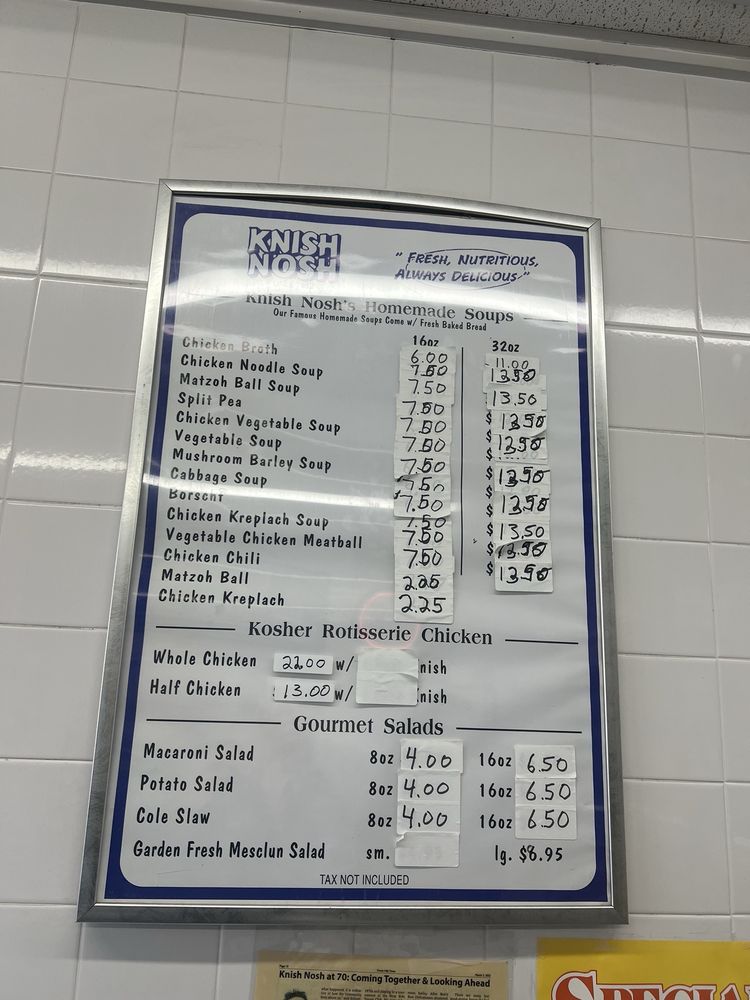 KNISH
NOSH
" FRESH, NUTRITIOUS,
ALWAYS DELICIOUS "
Knish Nosh's Homemade Soups
Our Famous Homemade Soups Come w/ Fresh Baked Bread
16oz 32oz
Chicken Broth 6.00 11.00
Chicken Noodle Soup 7.50 13.50
Matzoh Ball Soup 7.50 13.50
Split Pea 7.50 $ 13.50
Chicken Vegetable Soup 7.50 $ 13.50
Vegetable Soup 7.50 $
Mushroom Barley Soup 7.50 $ 13.50
Cabbage Soup 7.50 $
Borscht 7.50 $ 13.50
Chicken Kreplach Soup 7.50 $ 13.50
Vegetable Chicken Meatball 7.50 $ 13.50
Chicken Chili 7.50 $ 13.50
Matzoh Ball 2.25
Chicken Kreplach 2.25
Kosher Rotisserie Chicken
Whole Chicken 22.00 w/ nish
Half Chicken 13.00 w/ nish
Gourmet Salads
Macaroni Salad 8oz 4.00 16oz 6.50
Potato Salad 8oz 4.00 16oz 6.50
Cole Slaw 8oz 4.00 16oz 6.50
Garden Fresh Mesclun Salad sm. lg. $8.95
TAX NOT INCLUDED
Knish Nosh at 70: Coming Together & Looking Ahead
SPECIA